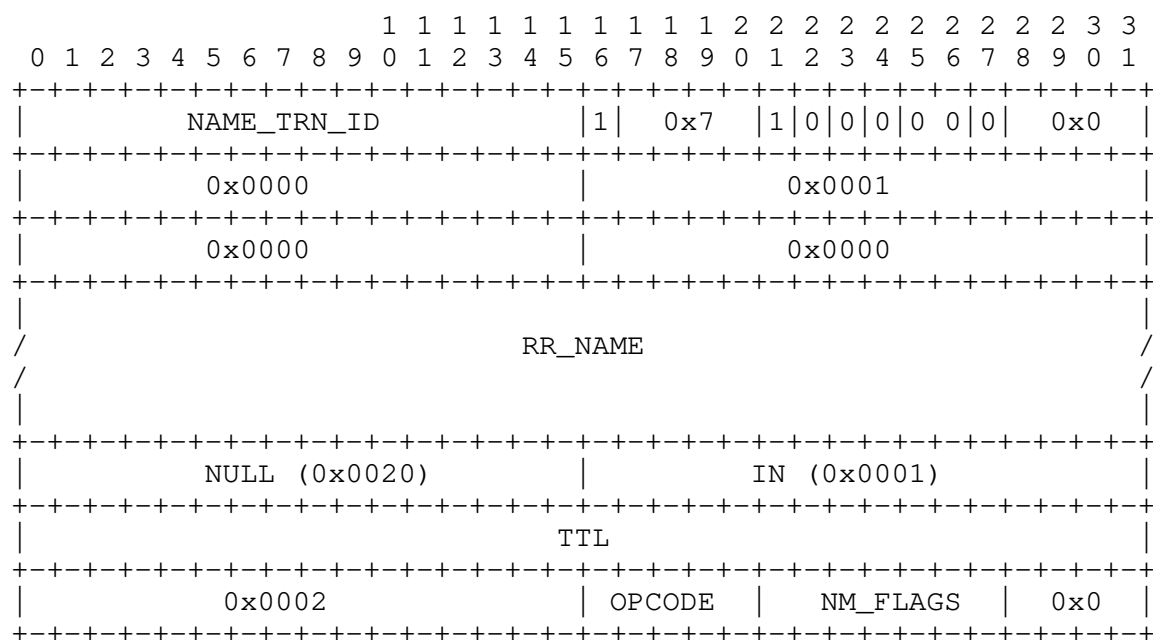 1 1 1 1 1 1 1 1 1 1 2 2 2 2 2 2 2 2 2 2 3 3
 0 1 2 3 4 5 6 7 8 9 0 1 2 3 4 5 6 7 8 9 0 1 2 3 4 5 6 7 8 9 0 1
+-+-+-+-+-+-+-+-+-+-+-+-+-+-+-+-+-+-+-+-+-+-+-+-+-+-+-+-+-+-+-+-+
|         NAME_TRN_ID           |1|  0x7  |1|0|0|0|0 0|0|  0x0  |
+-+-+-+-+-+-+-+-+-+-+-+-+-+-+-+-+-+-+-+-+-+-+-+-+-+-+-+-+-+-+-+-+
|          0x0000               |           0x0001              |
+-+-+-+-+-+-+-+-+-+-+-+-+-+-+-+-+-+-+-+-+-+-+-+-+-+-+-+-+-+-+-+-+
|          0x0000               |           0x0000              |
+-+-+-+-+-+-+-+-+-+-+-+-+-+-+-+-+-+-+-+-+-+-+-+-+-+-+-+-+-+-+-+-+
|                                                               |
/                            RR_NAME                            /
/                                                               /
|                                                               |
+-+-+-+-+-+-+-+-+-+-+-+-+-+-+-+-+-+-+-+-+-+-+-+-+-+-+-+-+-+-+-+-+
|          NULL (0x0020)        |         IN (0x0001)           |
+-+-+-+-+-+-+-+-+-+-+-+-+-+-+-+-+-+-+-+-+-+-+-+-+-+-+-+-+-+-+-+-+
|                              TTL                              |
+-+-+-+-+-+-+-+-+-+-+-+-+-+-+-+-+-+-+-+-+-+-+-+-+-+-+-+-+-+-+-+-+
|           0x0002              | OPCODE  |   NM_FLAGS  |  0x0  |
+-+-+-+-+-+-+-+-+-+-+-+-+-+-+-+-+-+-+-+-+-+-+-+-+-+-+-+-+-+-+-+-+